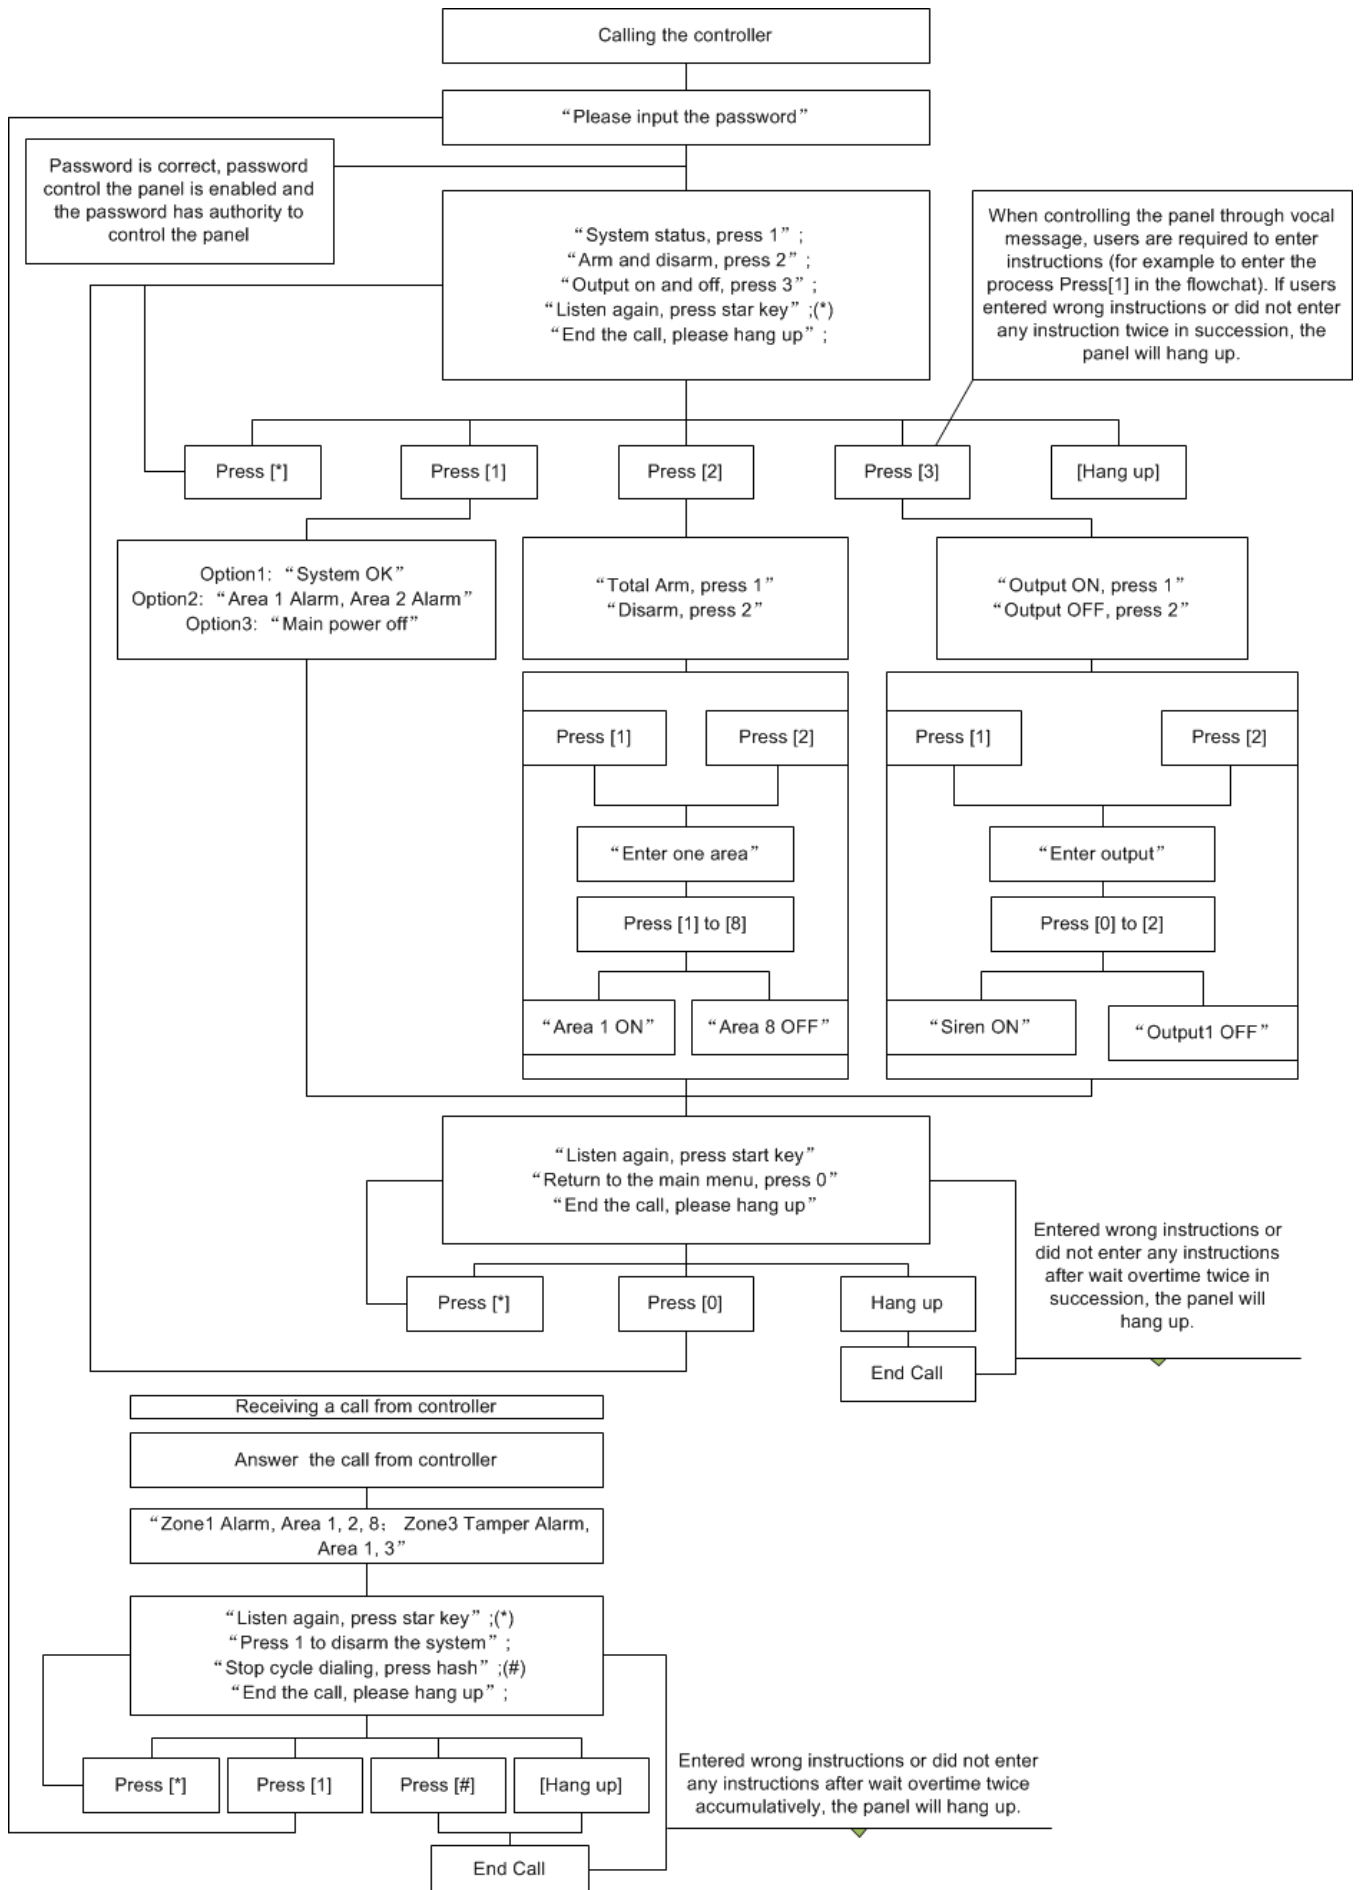 Calling the controller
“Please input the password”
Password is correct, password
control the panel is enabled and
the password has authority to
control the panel
“System status, press 1” ;
“Arm and disarm, press 2” ;
“Output on and off, press 3” ;
“Listen again, press star key” ;(*)
“End the call, please hang up” ;
When controlling the panel through vocal
message, users are required to enter
instructions (for example to enter the
process Press[1] in the flowchat). If users
entered wrong instructions or did not enter
any instruction twice in succession, the
panel will hang up.
Press [*]
Press [1]
Press [2]
Press [3]
[Hang up]
Option1: “System OK”
Option2: “Area 1 Alarm, Area 2 Alarm”
Option3: “Main power off”
“Total Arm, press 1”
“Disarm, press 2”
“Output ON, press 1”
“Output OFF, press 2”
Press [1]
Press [2]
Press [1]
Press [2]
“Enter one area”
“Enter output”
Press [1] to [8]
Press [0] to [2]
“Area 1 ON”
“Area 8 OFF”
“Siren ON”
“Output1 OFF”
“Listen again, press start key”
“Return to the main menu, press 0”
“End the call, please hang up”
Entered wrong instructions or
did not enter any instructions
after wait overtime twice in
succession, the panel will
hang up.
Press [*]
Press [0]
Hang up
End Call
Receiving a call from controller
Answer the call from controller
“Zone1 Alarm, Area 1, 2, 8; Zone3 Tamper Alarm,
Area 1, 3”
“Listen again, press star key” ;(*)
“Press 1 to disarm the system” ;
“Stop cycle dialing, press hash” ;(#)
“End the call, please hang up” ;
Press [*]
Press [1]
Press [#]
[Hang up]
Entered wrong instructions or did not enter
any instructions after wait overtime twice
accumulatively, the panel will hang up.
End Call